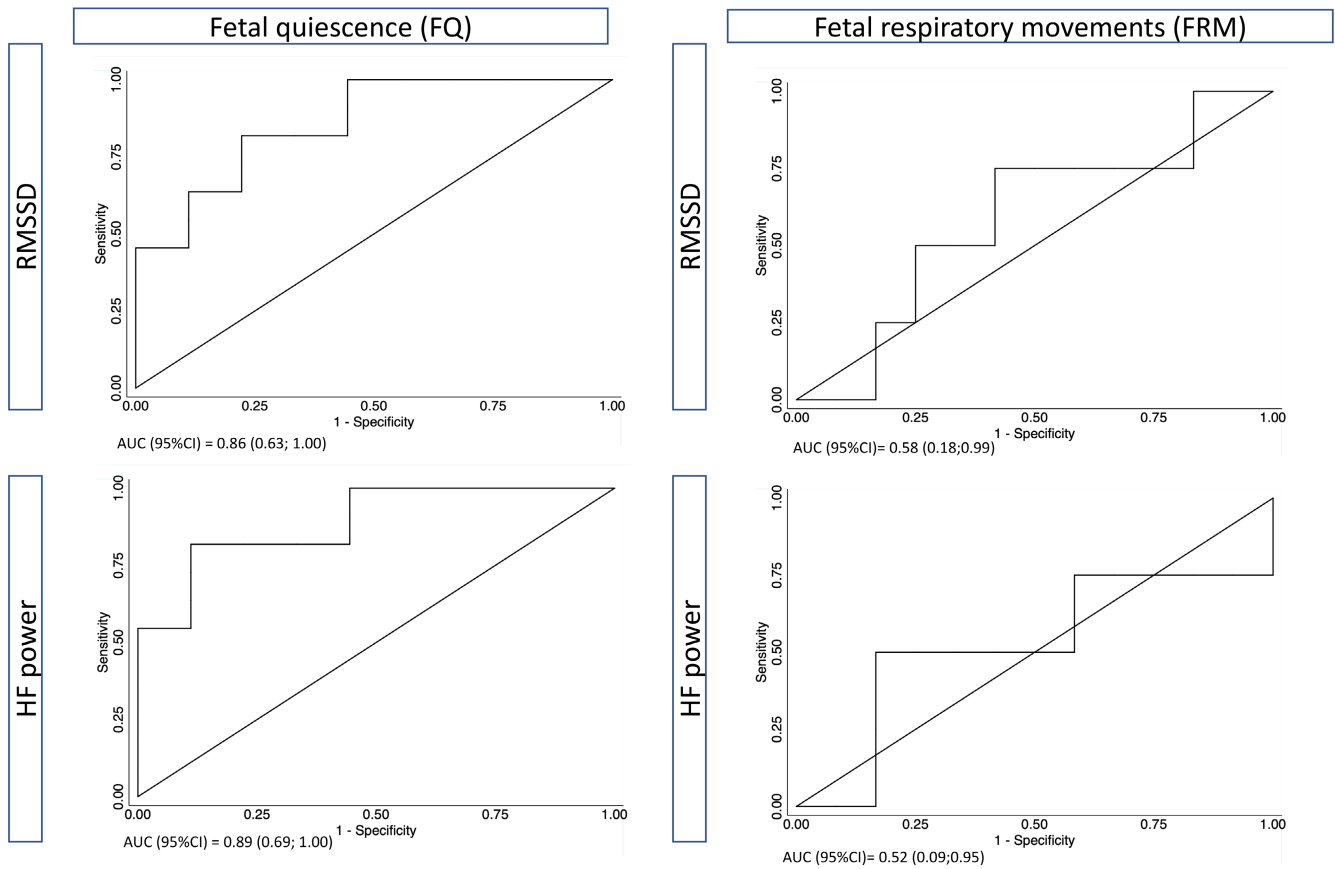 Fetal quiescence (FQ)
Fetal respiratory movements (FRM)
RMSSD
Sensitivity
0.00 0.25 0.50 0.75 1.00
0.00 0.25 0.50 0.75 1.00
1 - Specificity
AUC (95%CI) = 0.86 (0.63; 1.00)
RMSSD
Sensitivity
0.00 0.25 0.50 0.75 1.00
0.00 0.25 0.50 0.75 1.00
1 - Specificity
AUC (95%CI)= 0.58 (0.18;0.99)
HF power
Sensitivity
0.00 0.25 0.50 0.75 1.00
0.00 0.25 0.50 0.75 1.00
1 - Specificity
AUC (95%CI) = 0.89 (0.69; 1.00)
HF power
Sensitivity
0.00 0.25 0.50 0.75 1.00
0.00 0.25 0.50 0.75 1.00
1 - Specificity
AUC (95%CI)= 0.52 (0.09;0.95)